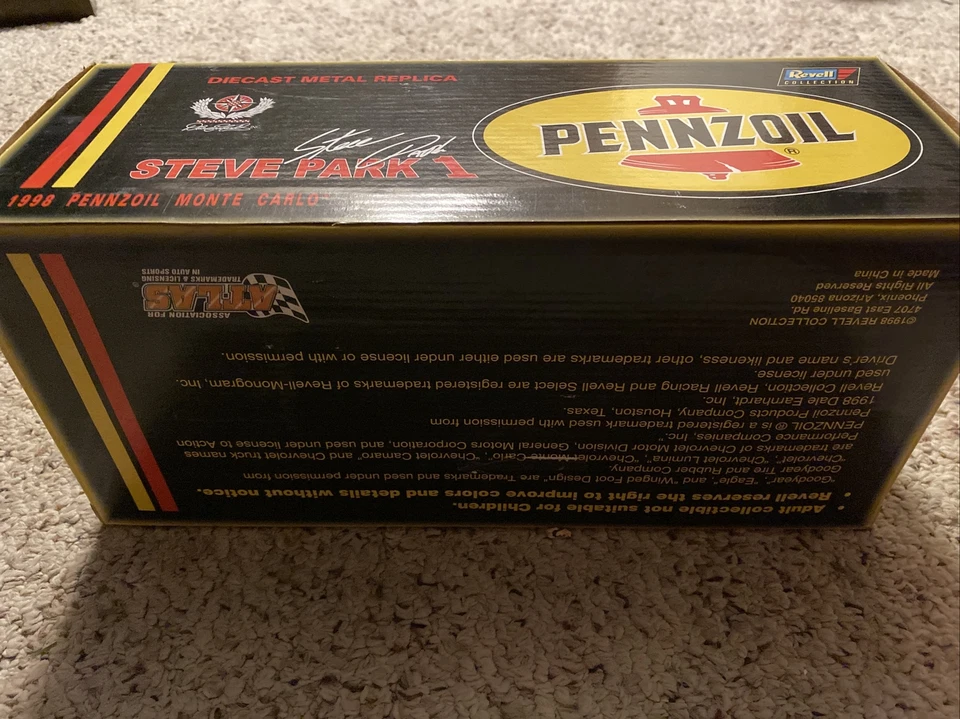 DIECAST METAL REPLICA
Revell
COLLECTION
PENNZOIL®
Steve Park
STEVE PARK 1
1998 PENNZOIL MONTE CARLO™
• Adult collectible not suitable for Children.
• Revell reserves the right to improve colors and details without notice.
"Goodyear", "Eagle", and "Winged Foot Design" are Trademarks and used under permission from
Goodyear Tire and Rubber Company.
"Chevrolet", "Chevrolet Lumina", "Chevrolet Monte Carlo", "Chevrolet Camaro" and Chevrolet truck names
and trademarks of Chevrolet Motor Division, General Motors Corporation, and used under license to Action
Performance Companies, Inc."
PENNZOIL ® is a registered trademark used with permission from
Pennzoil Products Company, Houston, Texas.
1998 Dale Earnhardt, Inc.
Revell Collection, Revell Racing and Revell Select are registered trademarks of Revell-Monogram, Inc.
used under license.
Driver's name and likeness, other trademarks are used either under license or with permission.
©1998 REVELL COLLECTION
4707 East Baseline Rd.
Phoenix, Arizona 85040
All Rights Reserved
Made in China
ASSOCIATION FOR
ATLAS®
TRADEMARKS & LICENSING
IN AUTO SPORTS